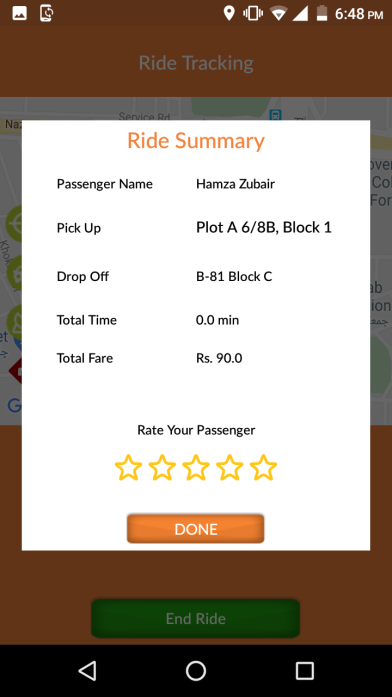 6:48 PM
Ride Tracking
Service Rd
Naz
Ride Summary
Passenger Name Hamza Zubair
Pick Up Plot A 6/8B, Block 1
Drop Off B-81 Block C
Total Time 0.0 min
Total Fare Rs. 90.0
Rate Your Passenger
DONE
End Ride